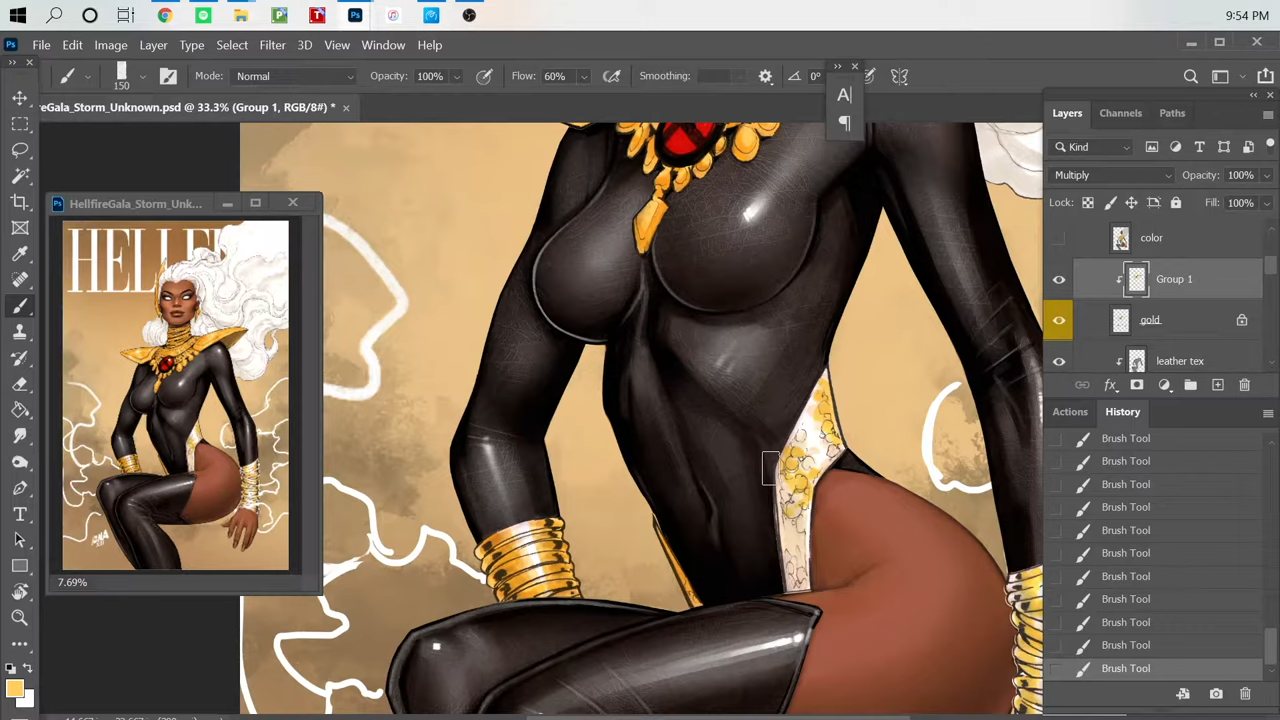 9:54 PM
Ps
File Edit Image Layer Type Select Filter 3D View Window Help
150
Mode: Normal Opacity: 100% Flow: 60% Smoothing: 0°
reGala_Storm_Unknown.psd @ 33.3% (Group 1, RGB/8#) *
Layers Channels Paths
Kind
Multiply Opacity: 100%
Lock: Fill: 100%
color
Group 1
gold
leather tex
HellfireGala_Storm_Unk...
HELLF
7.69%
Actions History
Brush Tool
Brush Tool
Brush Tool
Brush Tool
Brush Tool
Brush Tool
Brush Tool
Brush Tool
Brush Tool
Brush Tool
Brush Tool